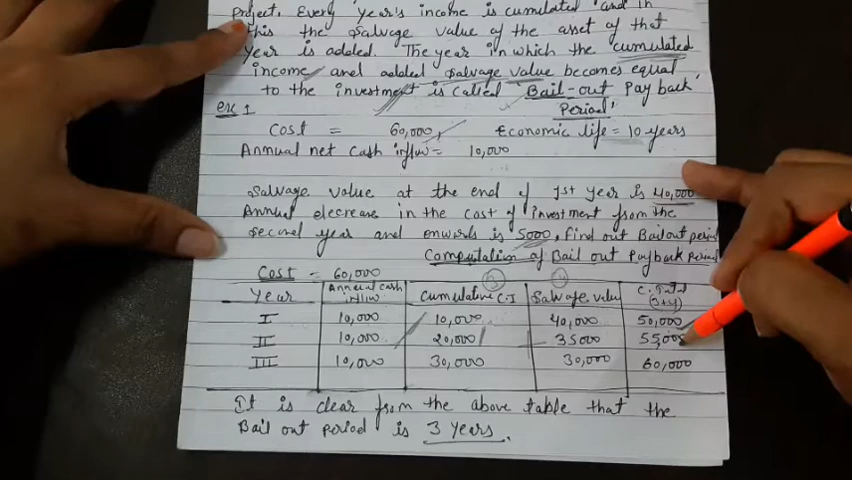 Project. Every year's income is cumulated and in
this the salvage value of the asset of that
year is added. The year in which the cumulated
income and added salvage value becomes equal
to the investment is called 'Bail-out Pay back
Period'
ex 1
Cost = 60,000, Economic life = 10 years
Annual net cash inflow = 10,000
Salvage value at the end of 1st year is 40,000
Annual decrease in the cost of investment from the
second year and onwards is 5000, find out Bailout period
Computation of Bail out Payback period
Cost = 60,000
Year Annual cash inflow Cumulative C.I (3) Salvage value (4) (3+4)
I 10,000 10,000 40,000 50,000
II 10,000 20,000 35000 55,000
III 10,000 30,000 30,000 60,000
It is clear from the above table that the
Bail out period is 3 years.